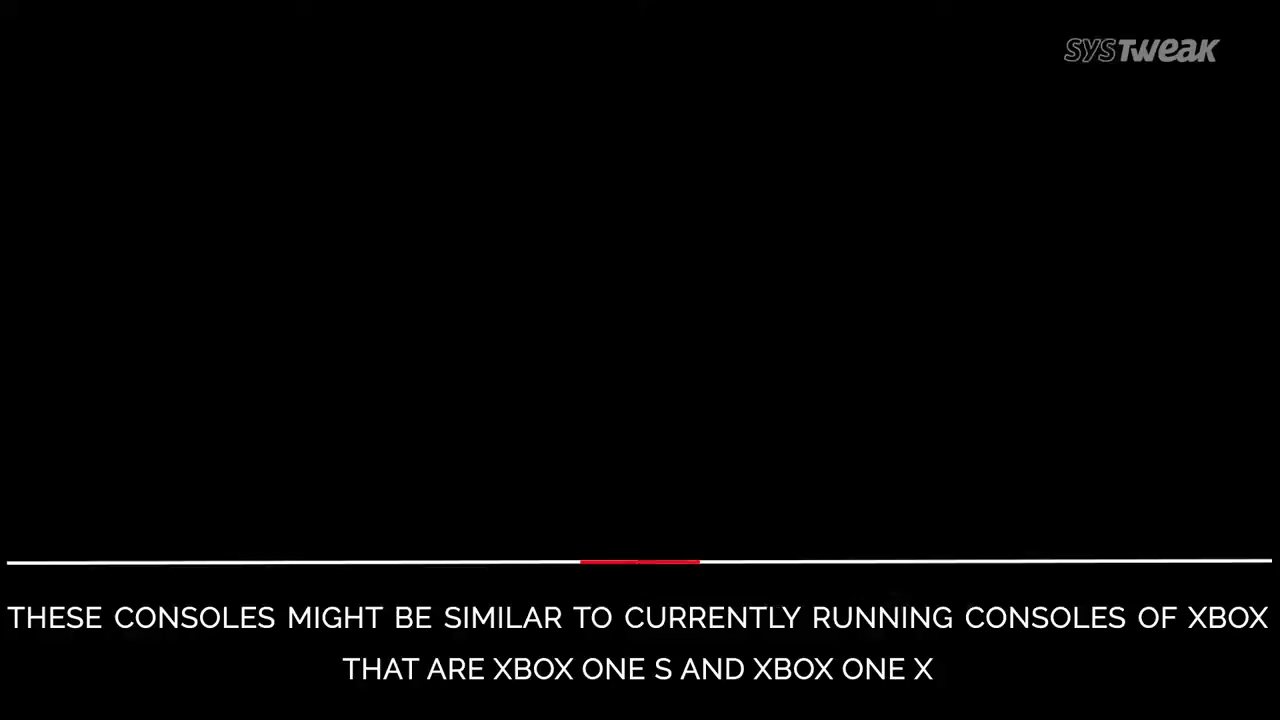 SYSTWEAK
THESE CONSOLES MIGHT BE SIMILAR TO CURRENTLY RUNNING CONSOLES OF XBOX
THAT ARE XBOX ONE S AND XBOX ONE X